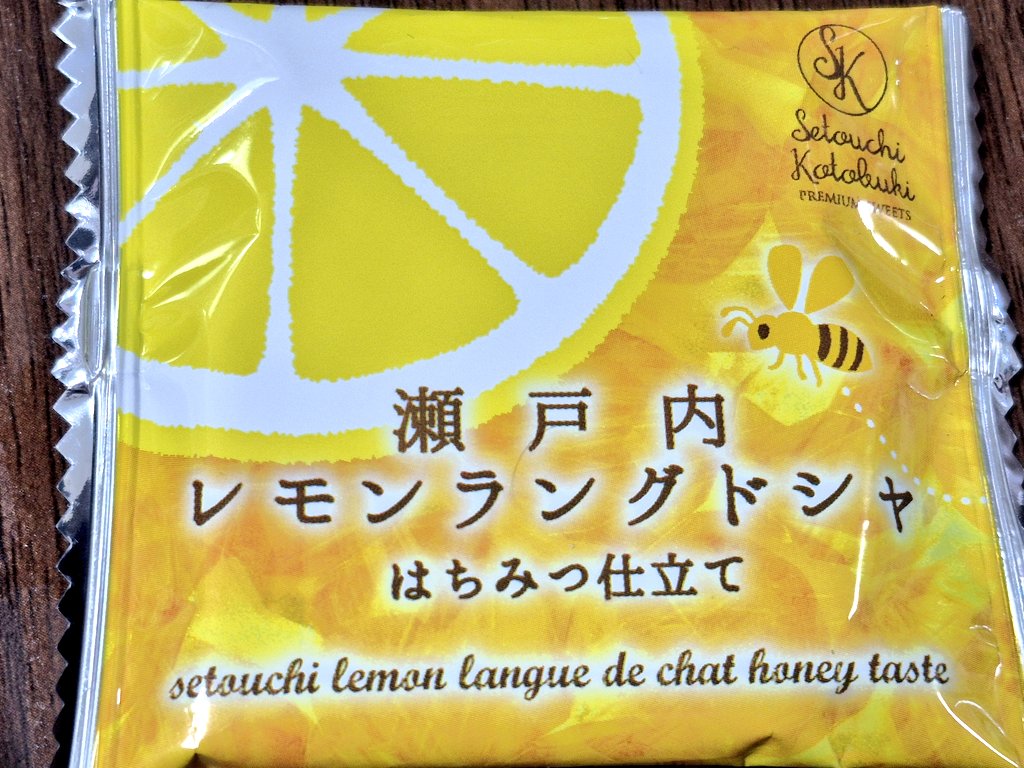 SK
Setouchi
Kotobuki
PREMIUM SWEETS
瀬戸内
レモンラングドシャ
はちみつ仕立て
setouchi lemon langue de chat honey taste